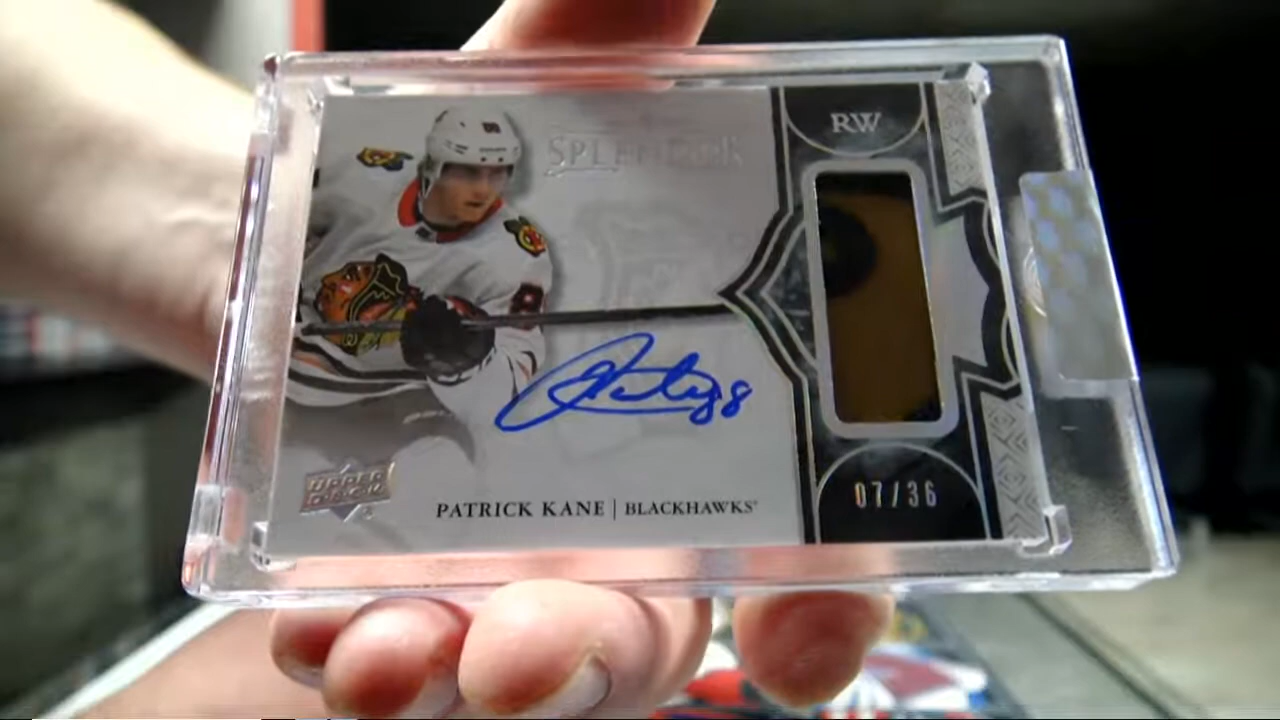 SPLENDOR
RW
UPPER
DECK
PATRICK KANE | BLACKHAWKS
07/36